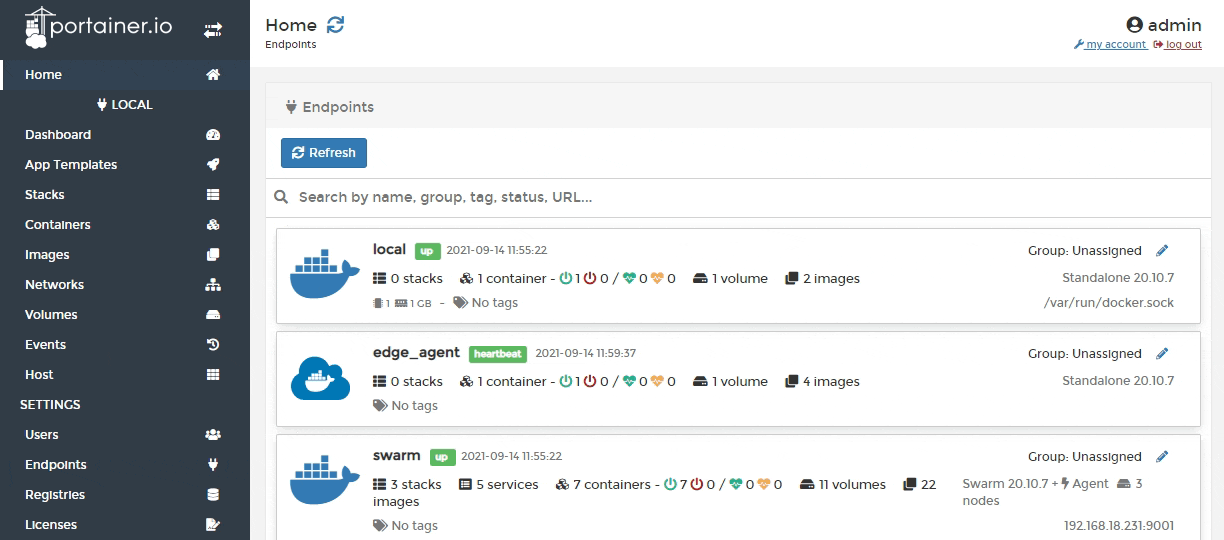 portainer.io
Home
LOCAL
Dashboard
App Templates
Stacks
Containers
Images
Networks
Volumes
Events
Host
SETTINGS
Users
Endpoints
Registries
Licenses
Home
Endpoints
admin
my account log out
Endpoints
Refresh
Search by name, group, tag, status, URL...
local up 2021-09-14 11:55:22 Group: Unassigned
0 stacks 1 container - 1 0 / 0 0 1 volume 2 images Standalone 20.10.7
1 1 GB - No tags /var/run/docker.sock
edge_agent heartbeat 2021-09-14 11:59:37 Group: Unassigned
0 stacks 1 container - 1 0 / 0 0 1 volume 4 images Standalone 20.10.7
No tags
swarm up 2021-09-14 11:55:22 Group: Unassigned
3 stacks 5 services 7 containers - 7 0 / 0 0 11 volumes 22
images
Swarm 20.10.7 + Agent 3
nodes
No tags 192.168.18.231:9001